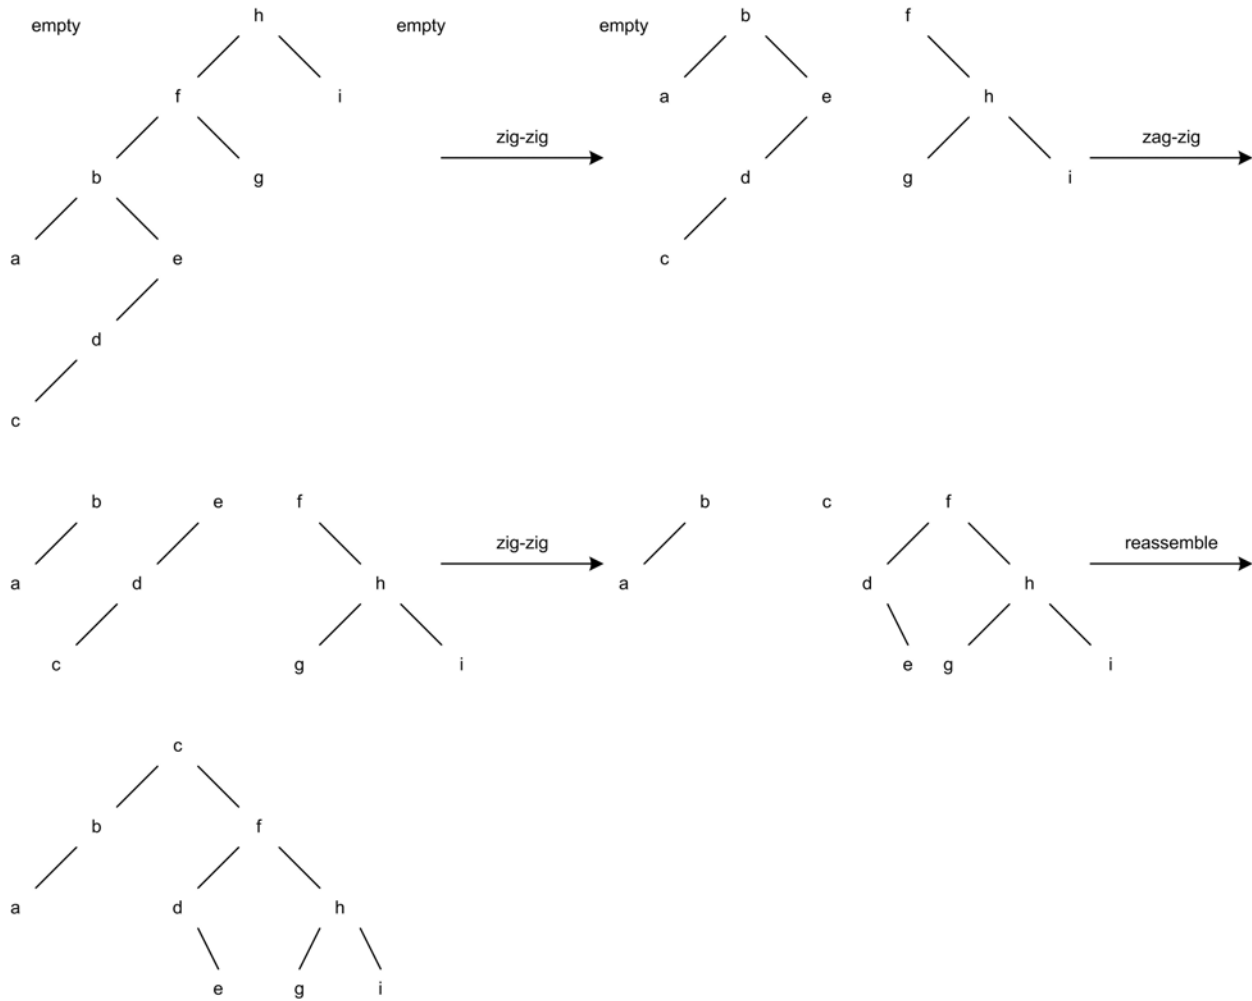 empty h empty empty b f
f i a e h
zig-zig zag-zig
b g d g i
a e c
d
c
b e f b c f
zig-zig reassemble
a d h a d h
c g i e g i
c
b f
a d h
e g i